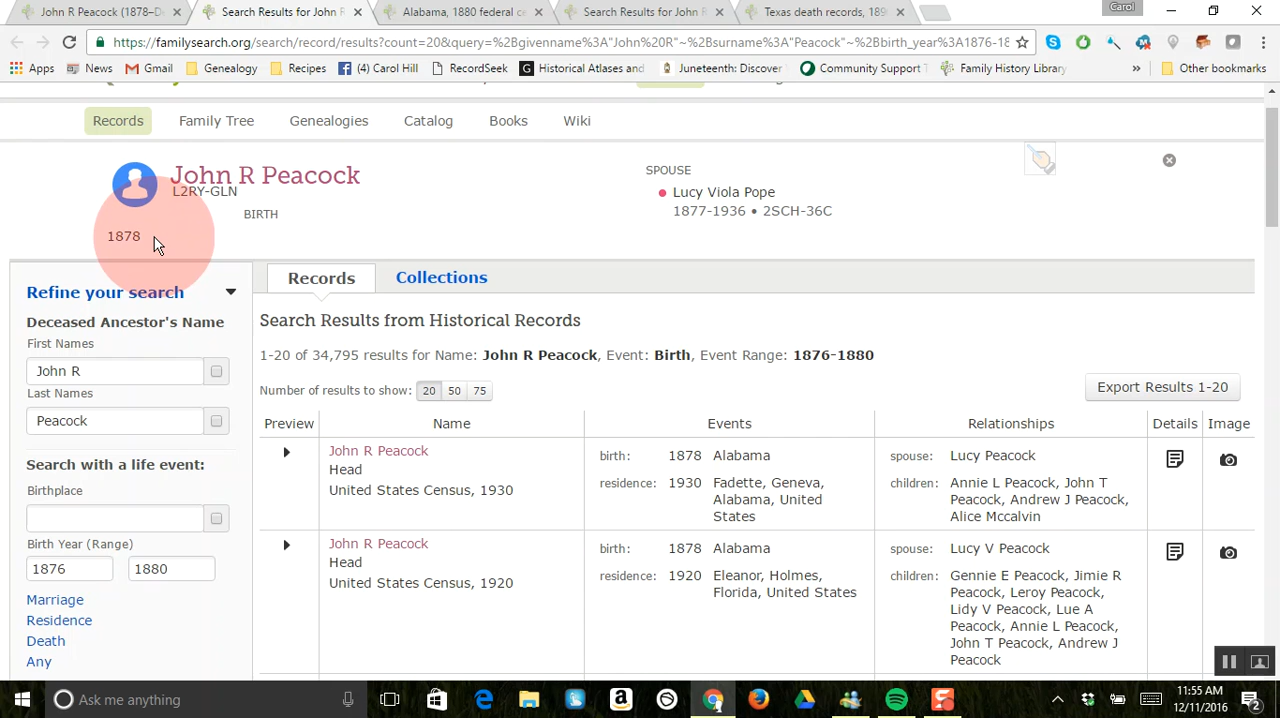 John R Peacock (1878–D
Search Results for John R
Alabama, 1880 federal ce
Search Results for John R
Texas death records, 189
Carol
https://familysearch.org/search/record/results?count=20&query=%2Bgivenname%3A"John%20R"~%2Bsurname%3A"Peacock"~%2Bbirth_year%3A1876-18
Apps News Gmail Genealogy Recipes (4) Carol Hill RecordSeek Historical Atlases and Juneteenth: Discover Community Support T Family History Library » Other bookmarks
Records Family Tree Genealogies Catalog Books Wiki
John R Peacock
L2RY-GLN
BIRTH
1878
SPOUSE
Lucy Viola Pope
1877-1936 • 2SCH-36C
Refine your search
Deceased Ancestor's Name
First Names
John R
Last Names
Peacock
Search with a life event:
Birthplace
Birth Year (Range)
1876 1880
Marriage
Residence
Death
Any
Records Collections
Search Results from Historical Records
1-20 of 34,795 results for Name: John R Peacock, Event: Birth, Event Range: 1876-1880
Number of results to show: 20 50 75
Export Results 1-20
Preview Name Events Relationships Details Image
John R Peacock
Head
United States Census, 1930
birth: 1878 Alabama
residence: 1930 Fadette, Geneva,
Alabama, United
States
spouse: Lucy Peacock
children: Annie L Peacock, John T
Peacock, Andrew J Peacock,
Alice Mccalvin
John R Peacock
Head
United States Census, 1920
birth: 1878 Alabama
residence: 1920 Eleanor, Holmes,
Florida, United States
spouse: Lucy V Peacock
children: Gennie E Peacock, Jimie R
Peacock, Leroy Peacock,
Lidy V Peacock, Lue A
Peacock, Annie L Peacock,
John T Peacock, Andrew J
Peacock
Ask me anything
11:55 AM
12/11/2016
2